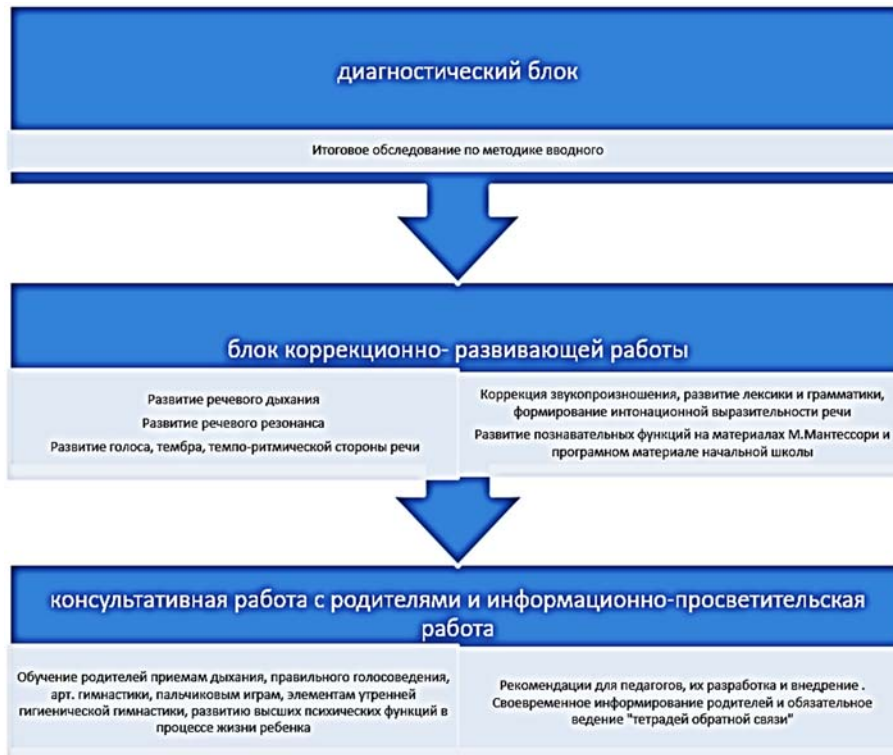 диагностический блок
Итоговое обследование по методике вводного
блок коррекционно- развивающей работы
Развитие речевого дыхания
Развитие речевого резонанса
Развитие голоса, тембра, темпо-ритмической стороны речи
Коррекция звукопроизношения, развитие лексики и грамматики,
формирование интонационной выразительности речи
Развитие познавательных функций на материалах М.Мантессори и
програмном материале начальной школы
консультативная работа с родителями и информационно-просветительская
работа
Обучение родителей приемам дыхания, правильного голосоведения,
арт. гимнастики, пальчиковым играм, элементам утренней
гигиенической гимнастики, развитию высших психических функций в
процессе жизни ребенка
Рекомендации для педагогов, их разработка и внедрение .
Своевременное информирование родителей и обязательное
ведение "тетрадей обратной связи"